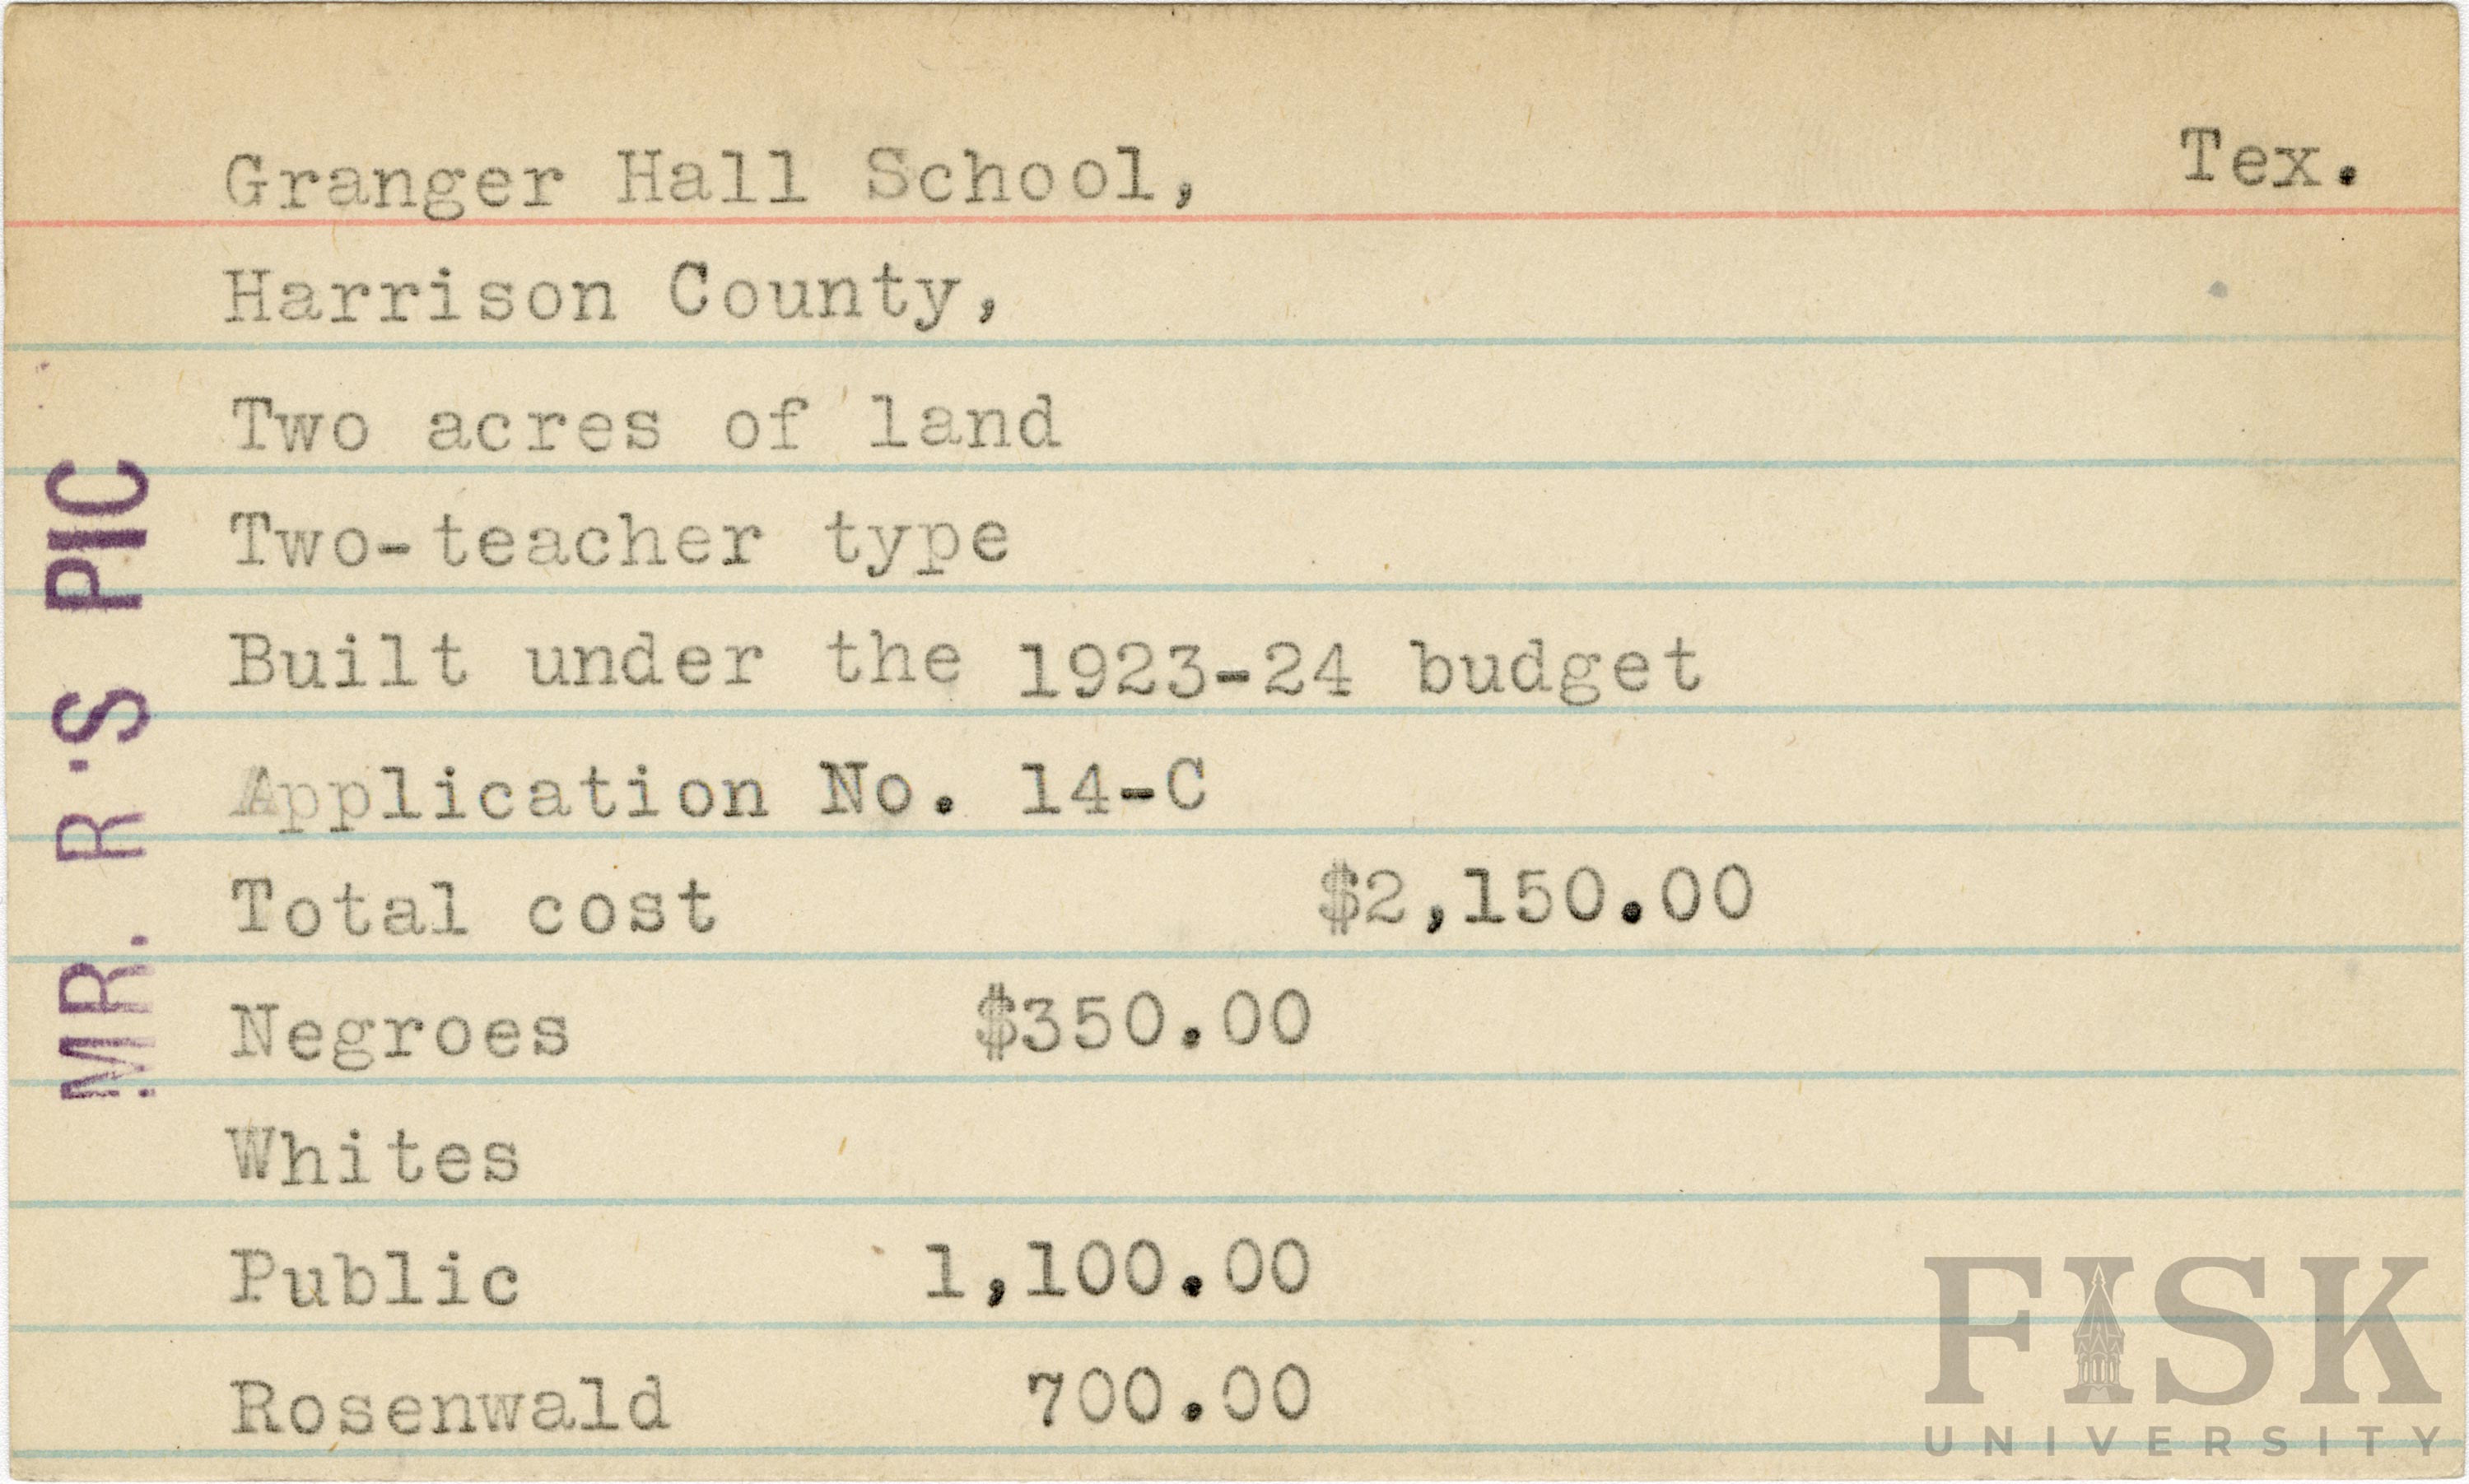 Granger Hall School, Tex.
Harrison County,
Two acres of land
Two-teacher type
Built under the 1923-24 budget
Application No. 14-C
Total cost $2,150.00
Negroes $350.00
Whites
Public 1,100.00
Rosenwald 700.00
MR. R'S PIC
FISK
UNIVERSITY